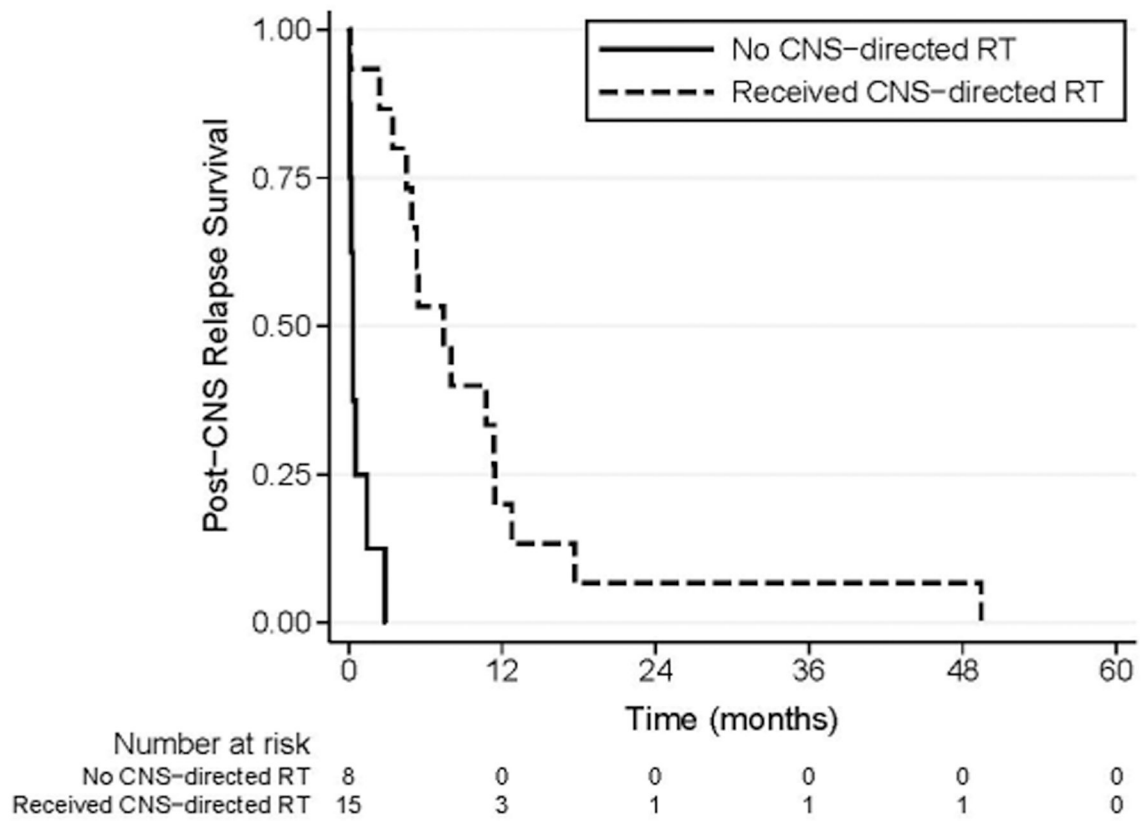 1.00
No CNS−directed RT
Received CNS−directed RT
0.75
0.50
0.25
0.00
Post−CNS Relapse Survival
0 12 24 36 48 60
Time (months)
Number at risk
No CNS−directed RT 8 0 0 0 0 0
Received CNS−directed RT 15 3 1 1 1 0